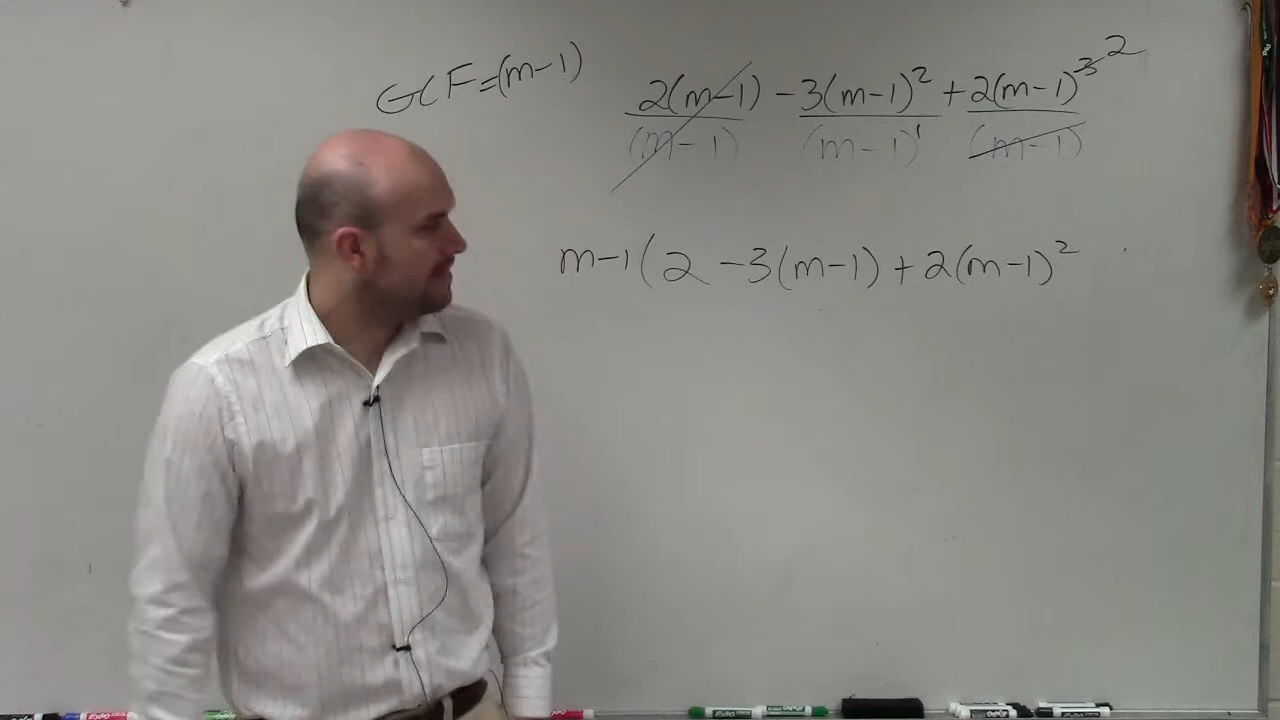 GCF=(m-1)
2(m-1) -3(m-1)² +2(m-1)³ 2
(m-1) (m-1)¹ (m-1)
m-1(2 -3(m-1)+2(m-1)²